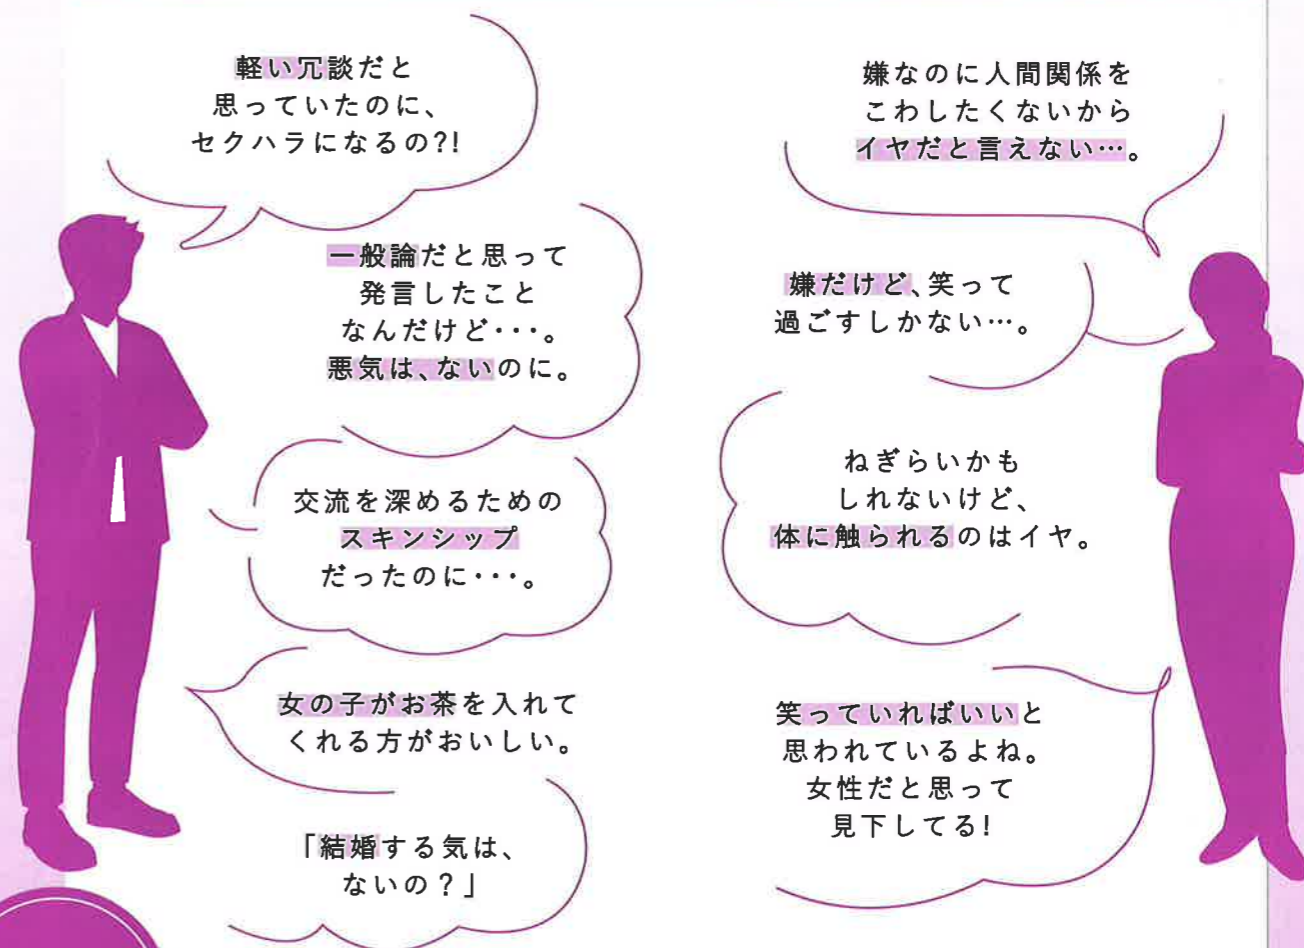 軽い冗談だと
思っていたのに、
セクハラになるの?!
一般論だと思って
発言したこと
なんだけど・・・。
悪気は、ないのに。
交流を深めるための
スキンシップ
だったのに・・・。
女の子がお茶を入れて
くれる方がおいしい。
「結婚する気は、
ないの？」
嫌なのに人間関係を
こわしたくないから
イヤだと言えない…。
嫌だけど、笑って
過ごすしかない…。
ねぎらいかも
しれないけど、
体に触られるのはイヤ。
笑っていればいいと
思われているよね。
女性だと思って
見下してる!